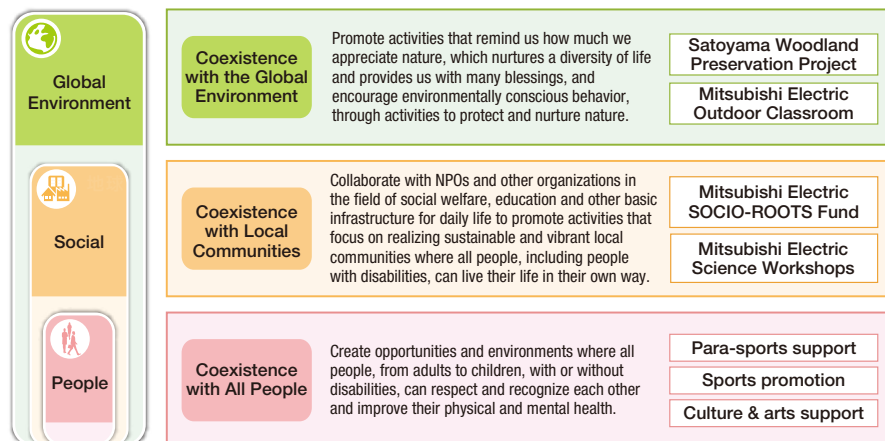 Global
Environment
Coexistence
with the Global
Environment
Promote activities that remind us how much we
appreciate nature, which nurtures a diversity of life
and provides us with many blessings, and
encourage environmentally conscious behavior,
through activities to protect and nurture nature.
Satoyama Woodland
Preservation Project
Mitsubishi Electric
Outdoor Classroom
Social
Coexistence
with Local
Communities
Collaborate with NPOs and other organizations in
the field of social welfare, education and other basic
infrastructure for daily life to promote activities that
focus on realizing sustainable and vibrant local
communities where all people, including people
with disabilities, can live their life in their own way.
Mitsubishi Electric
SOCIO-ROOTS Fund
Mitsubishi Electric
Science Workshops
People
Coexistence
with All People
Create opportunities and environments where all
people, from adults to children, with or without
disabilities, can respect and recognize each other
and improve their physical and mental health.
Para-sports support
Sports promotion
Culture & arts support